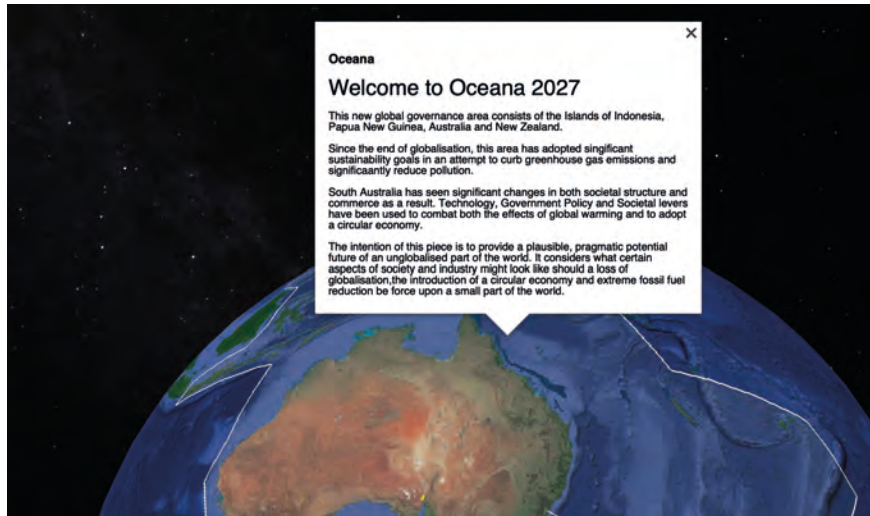 Oceana
Welcome to Oceana 2027
This new global governance area consists of the Islands of Indonesia,
Papua New Guinea, Australia and New Zealand.
Since the end of globalisation, this area has adopted singificant
sustainability goals in an attempt to curb greenhouse gas emissions and
significaantly reduce pollution.
South Australia has seen significant changes in both societal structure and
commerce as a result. Technology, Government Policy and Societal levers
have been used to combat both the effects of global warming and to adopt
a circular economy.
The intention of this piece is to provide a plausible, pragmatic potential
future of an unglobalised part of the world. It considers what certain
aspects of society and industry might look like should a loss of
globalisation,the introduction of a circular economy and extreme fossil fuel
reduction be force upon a small part of the world.